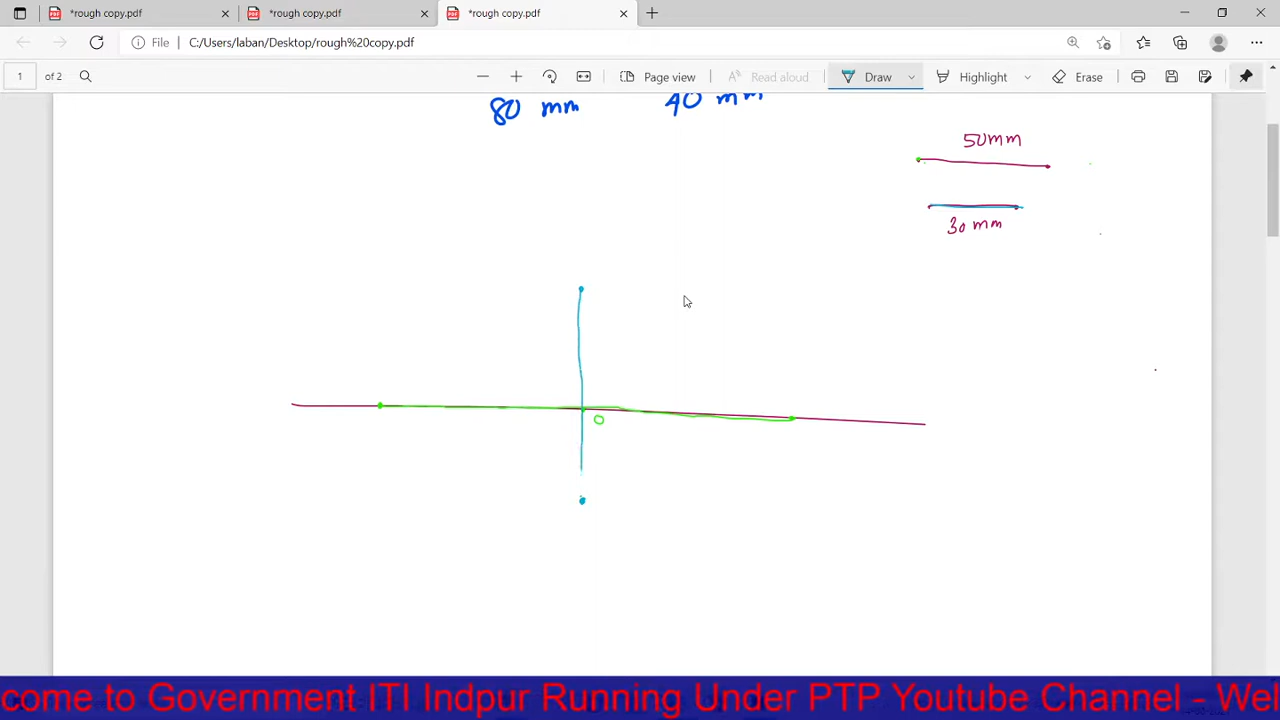 *rough copy.pdf
*rough copy.pdf
*rough copy.pdf
File C:/Users/laban/Desktop/rough%20copy.pdf
1 of 2 Page view Read aloud Draw Highlight Erase
80 mm 40 mm
50mm
30 mm
O
come to Government ITI Indpur Running Under PTP Youtube Channel - Wel